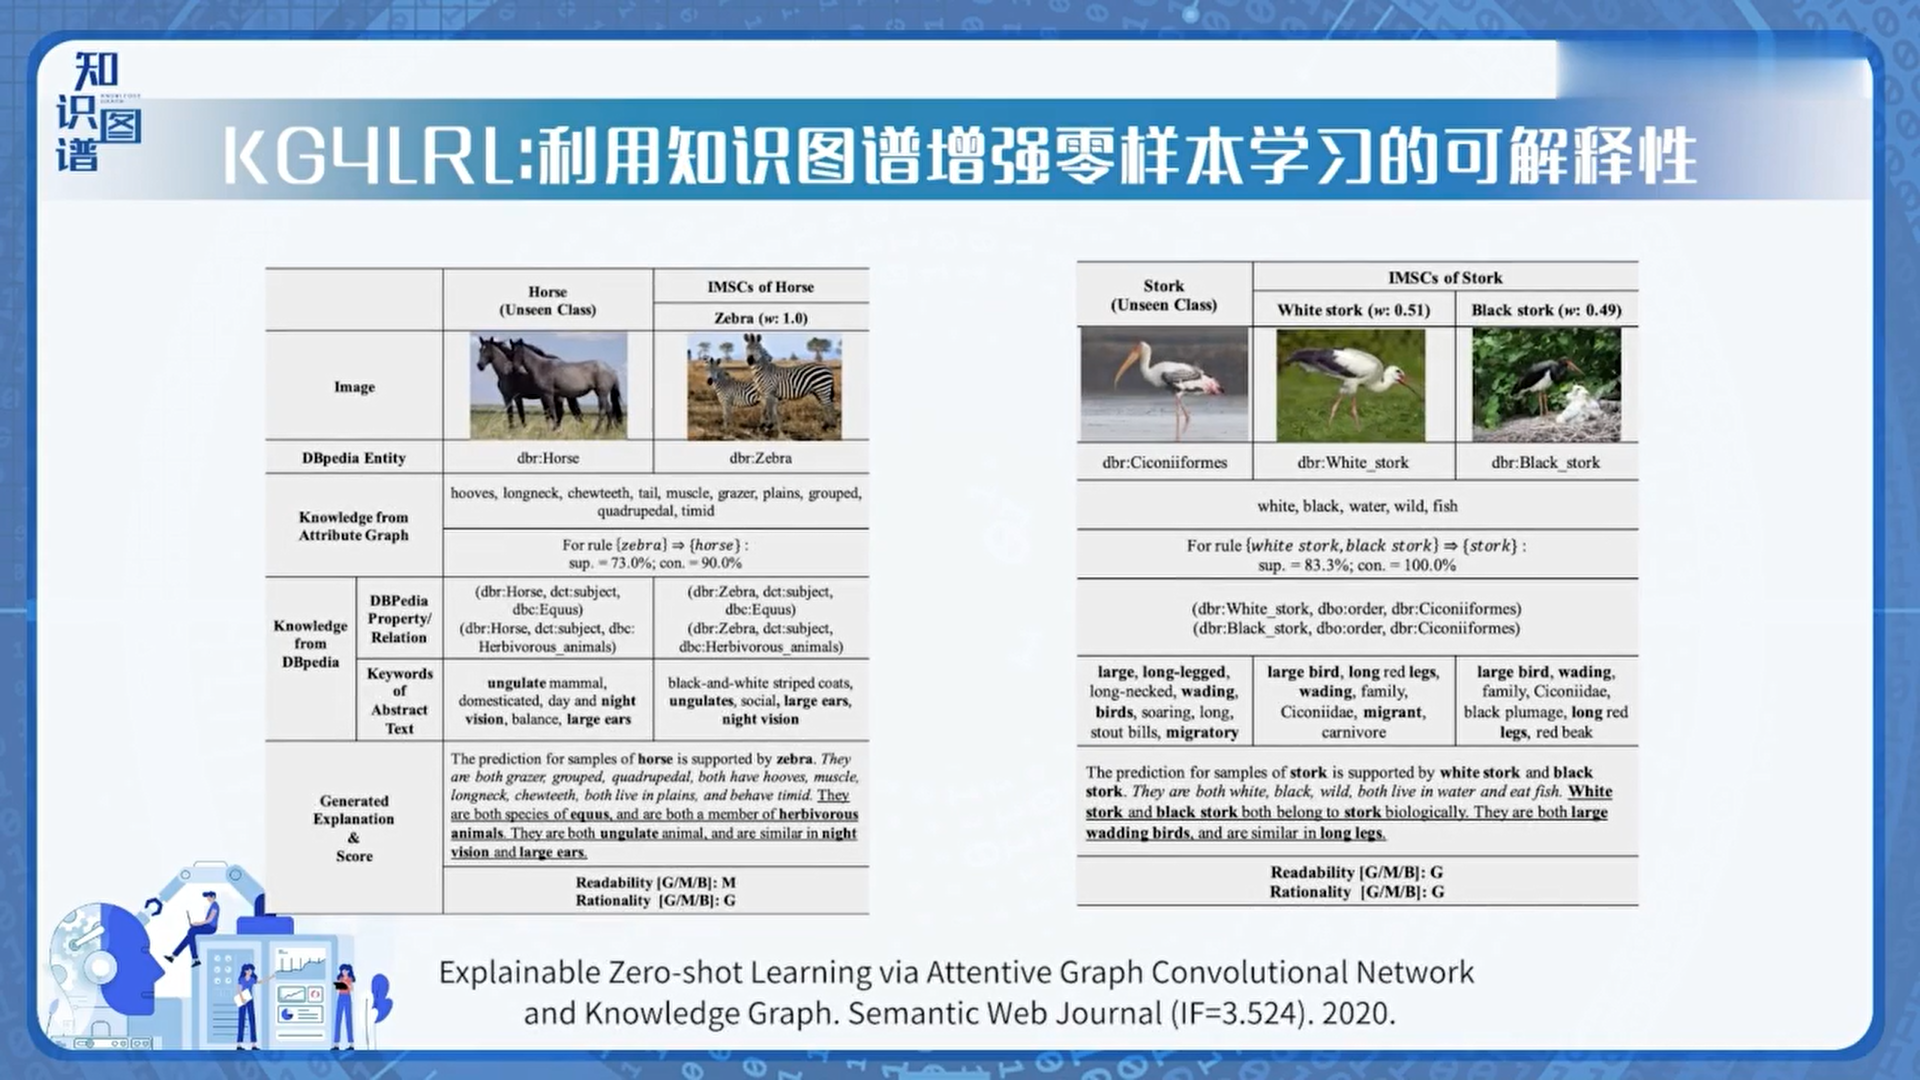 知识图谱
KNOWLEDGE
GRAPH
KG4LRL:利用知识图谱增强零样本学习的可解释性
Horse
(Unseen Class)
IMSCs of Horse
Zebra (w: 1.0)
Image
DBpedia Entity
dbr:Horse
dbr:Zebra
Knowledge from
Attribute Graph
hooves, longneck, chewteeth, tail, muscle, grazer, plains, grouped,
quadrupedal, timid
For rule {zebra} ⇒ {horse} :
sup. = 73.0%; con. = 90.0%
Knowledge
from
DBpedia
DBPedia
Property/
Relation
(dbr:Horse, dct:subject,
dbc:Equus)
(dbr:Horse, dct:subject, dbc:
Herbivorous_animals)
(dbr:Zebra, dct:subject,
dbc:Equus)
(dbr:Zebra, dct:subject,
dbc:Herbivorous_animals)
Keywords
of
Abstract
Text
ungulate mammal,
domesticated, day and night
vision, balance, large ears
black-and-white striped coats,
ungulates, social, large ears,
night vision
Generated
Explanation
&
Score
The prediction for samples of horse is supported by zebra. They
are both grazer, grouped, quadrupedal, both have hooves, muscle,
longneck, chewteeth, both live in plains, and behave timid. They
are both species of equus, and are both a member of herbivorous
animals. They are both ungulate animal, and are similar in night
vision and large ears.
Readability [G/M/B]: M
Rationality [G/M/B]: G
Stork
(Unseen Class)
IMSCs of Stork
White stork (w: 0.51)
Black stork (w: 0.49)
dbr:Ciconiiformes
dbr:White_stork
dbr:Black_stork
white, black, water, wild, fish
For rule {white stork, black stork} ⇒ {stork} :
sup. = 83.3%; con. = 100.0%
(dbr:White_stork, dbo:order, dbr:Ciconiiformes)
(dbr:Black_stork, dbo:order, dbr:Ciconiiformes)
large, long-legged,
long-necked, wading,
birds, soaring, long,
stout bills, migratory
large bird, long red legs,
wading, family,
Ciconiidae, migrant,
carnivore
large bird, wading,
family, Ciconiidae,
black plumage, long red
legs, red beak
The prediction for samples of stork is supported by white stork and black
stork. They are both white, black, wild, both live in water and eat fish. White
stork and black stork both belong to stork biologically. They are both large
wadding birds, and are similar in long legs.
Readability [G/M/B]: G
Rationality [G/M/B]: G
Explainable Zero-shot Learning via Attentive Graph Convolutional Network
and Knowledge Graph. Semantic Web Journal (IF=3.524). 2020.